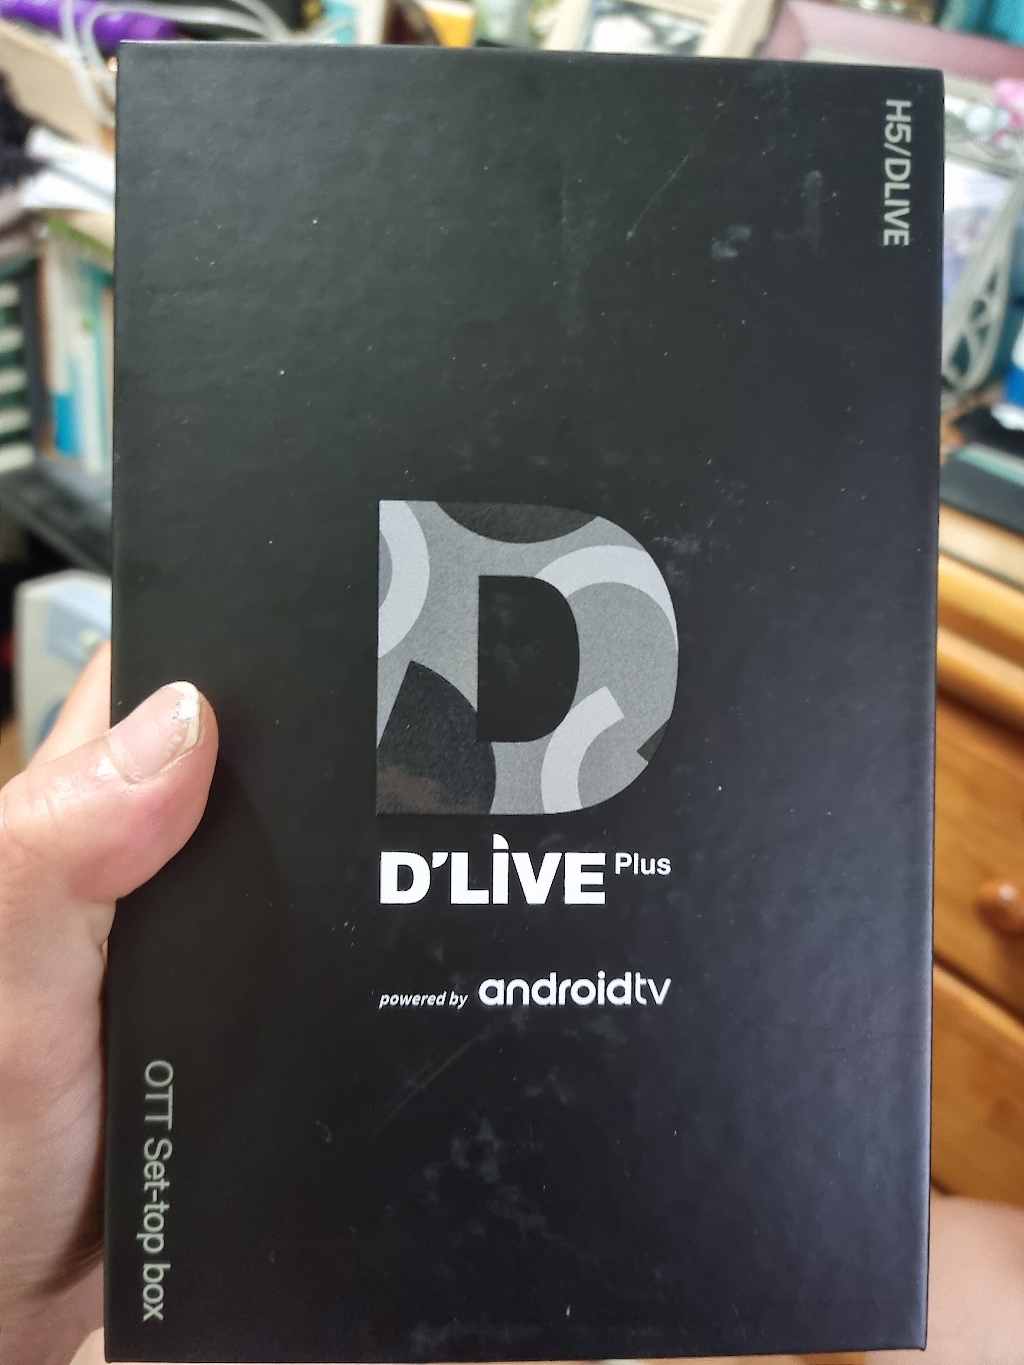 H5/DLIVE
D
D'LIVE Plus
powered by androidtv
OTT Set-top box